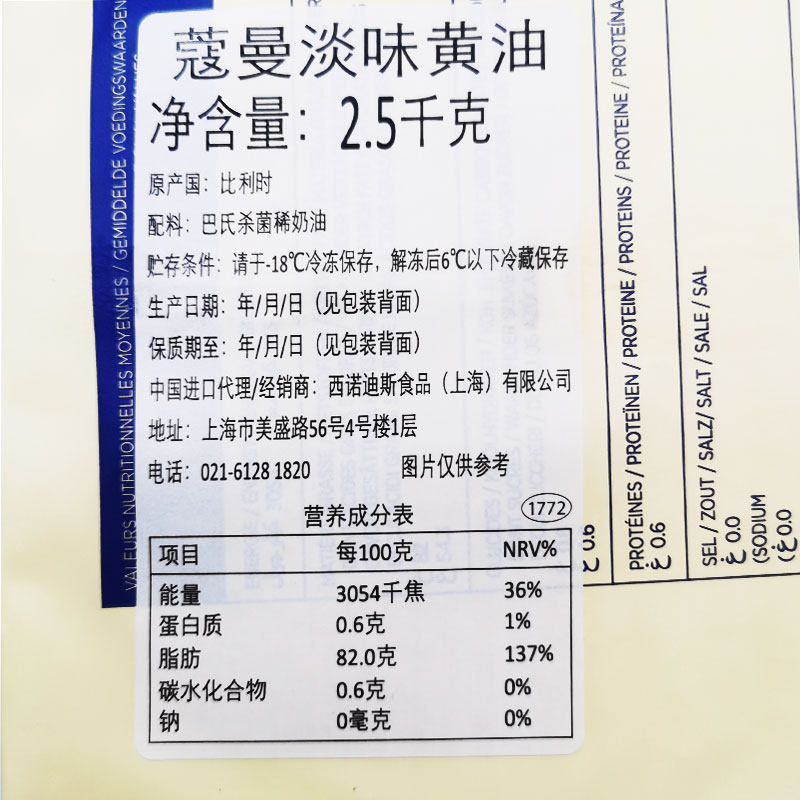 蔻曼淡味黄油
净含量：2.5千克
原产国：比利时
配料：巴氏杀菌稀奶油
贮存条件：请于-18℃冷冻保存，解冻后6℃以下冷藏保存
生产日期：年/月/日（见包装背面）
保质期至：年/月/日（见包装背面）
中国进口代理/经销商：西诺迪斯食品（上海）有限公司
地址：上海市美盛路56号4号楼1层
电话：021-6128 1820 图片仅供参考
营养成分表 1772
项目 每100克 NRV%
能量 3054千焦 36%
蛋白质 0.6克 1%
脂肪 82.0克 137%
碳水化合物 0.6克 0%
钠 0毫克 0%
VALEURS NUTRITIONNELLES MOYENNES / GEMIDDELDE VOEDINGSWAARDEN
غ 0.6
PROTÉINES / PROTEÏNEN / PROTEINE / PROTEINS / PROTEINE / PROTEÍNA
غ 0.6
SEL / ZOUT / SALZ/ SALT / SALE / SAL
غ 0.0
(SODIUM
(غ 0.0